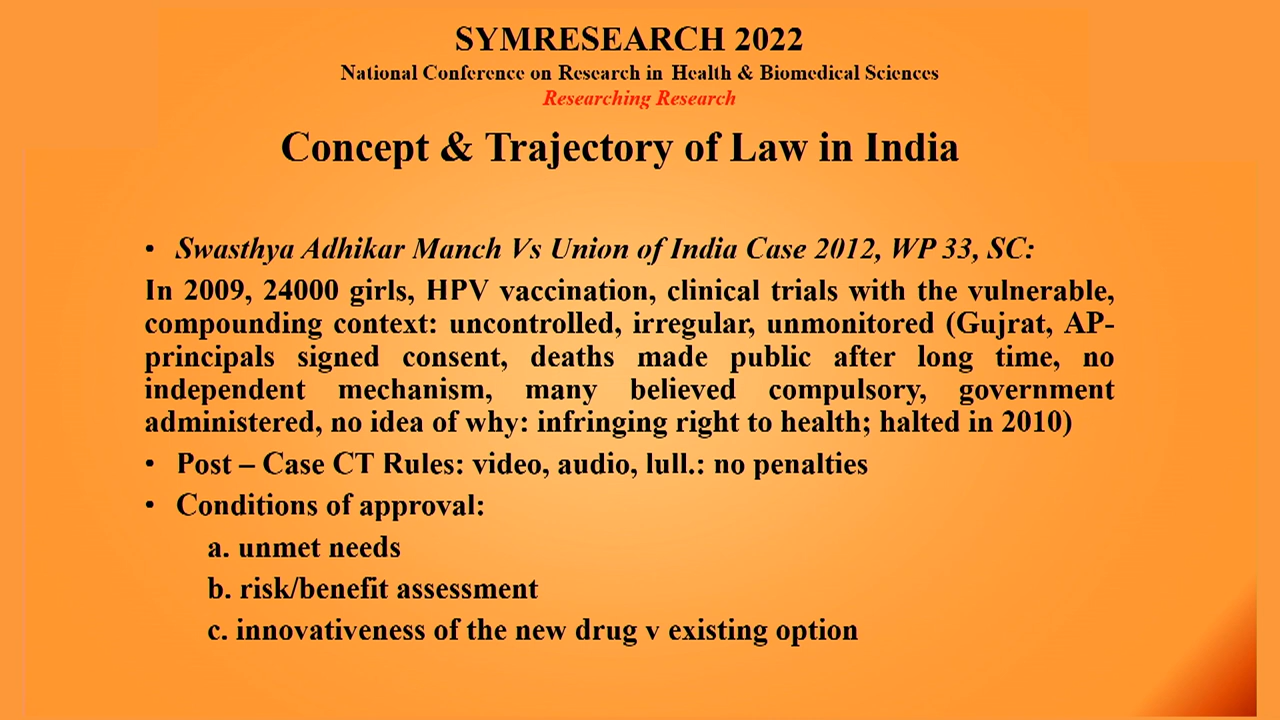 SYMRESEARCH 2022
National Conference on Research in Health & Biomedical Sciences
Researching Research
Concept & Trajectory of Law in India
• Swasthya Adhikar Manch Vs Union of India Case 2012, WP 33, SC:
In 2009, 24000 girls, HPV vaccination, clinical trials with the vulnerable,
compounding context: uncontrolled, irregular, unmonitored (Gujrat, AP-
principals signed consent, deaths made public after long time, no
independent mechanism, many believed compulsory, government
administered, no idea of why: infringing right to health; halted in 2010)
• Post – Case CT Rules: video, audio, lull.: no penalties
• Conditions of approval:
a. unmet needs
b. risk/benefit assessment
c. innovativeness of the new drug v existing option